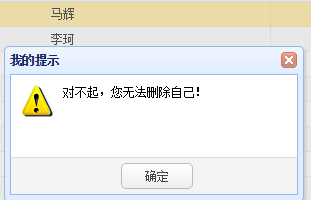 马辉
李珂
我的提示
对不起，您无法删除自己！
确定